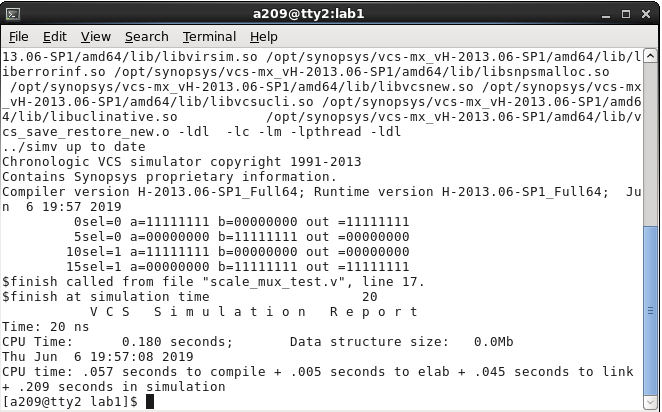 a209@tty2:lab1
File Edit View Search Terminal Help
13.06-SP1/amd64/lib/libvirsim.so /opt/synopsys/vcs-mx_vH-2013.06-SP1/amd64/lib/l
iberrorinf.so /opt/synopsys/vcs-mx_vH-2013.06-SP1/amd64/lib/libsnpsmalloc.so
 /opt/synopsys/vcs-mx_vH-2013.06-SP1/amd64/lib/libvcsnew.so /opt/synopsys/vcs-mx
_vH-2013.06-SP1/amd64/lib/libvcsucli.so /opt/synopsys/vcs-mx_vH-2013.06-SP1/amd6
4/lib/libuclinative.so           /opt/synopsys/vcs-mx_vH-2013.06-SP1/amd64/lib/v
cs_save_restore_new.o -ldl  -lc -lm -lpthread -ldl
../simv up to date
Chronologic VCS simulator copyright 1991-2013
Contains Synopsys proprietary information.
Compiler version H-2013.06-SP1_Full64; Runtime version H-2013.06-SP1_Full64;  Ju
n  6 19:57 2019
         0sel=0 a=11111111 b=00000000 out =11111111
         5sel=0 a=00000000 b=11111111 out =00000000
        10sel=1 a=11111111 b=00000000 out =00000000
        15sel=1 a=00000000 b=11111111 out =11111111
$finish called from file "scale_mux_test.v", line 17.
$finish at simulation time                   20
           V C S   S i m u l a t i o n   R e p o r t
Time: 20 ns
CPU Time:      0.180 seconds;       Data structure size:   0.0Mb
Thu Jun  6 19:57:08 2019
CPU time: .057 seconds to compile + .005 seconds to elab + .045 seconds to link
+ .209 seconds in simulation
[a209@tty2 lab1]$